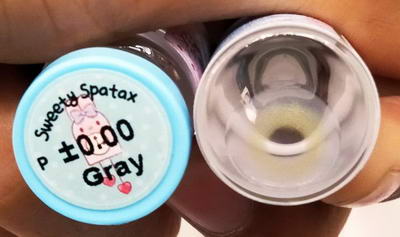 Sweety Spatax
P ±0.00
Gray